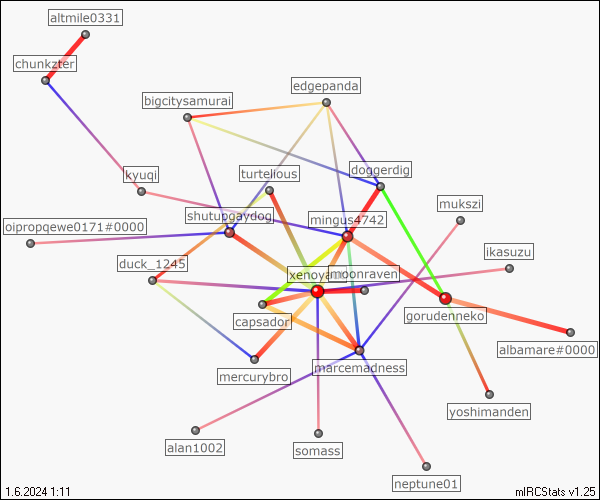 altmile0331
chunkzter
edgepanda
bigcitysamurai
turtelious
doggerdig
kyuqi
mukszi
shutupgaydog
mingus4742
oipropqewe0171#0000
ikasuzu
duck_1245
moonraven
capsador
gorudenneko
albamare#0000
mercurybro
marcemadness
yoshimanden
alan1002
somass
neptune01
1.6.2024 1:11
mIRCStats v1.25